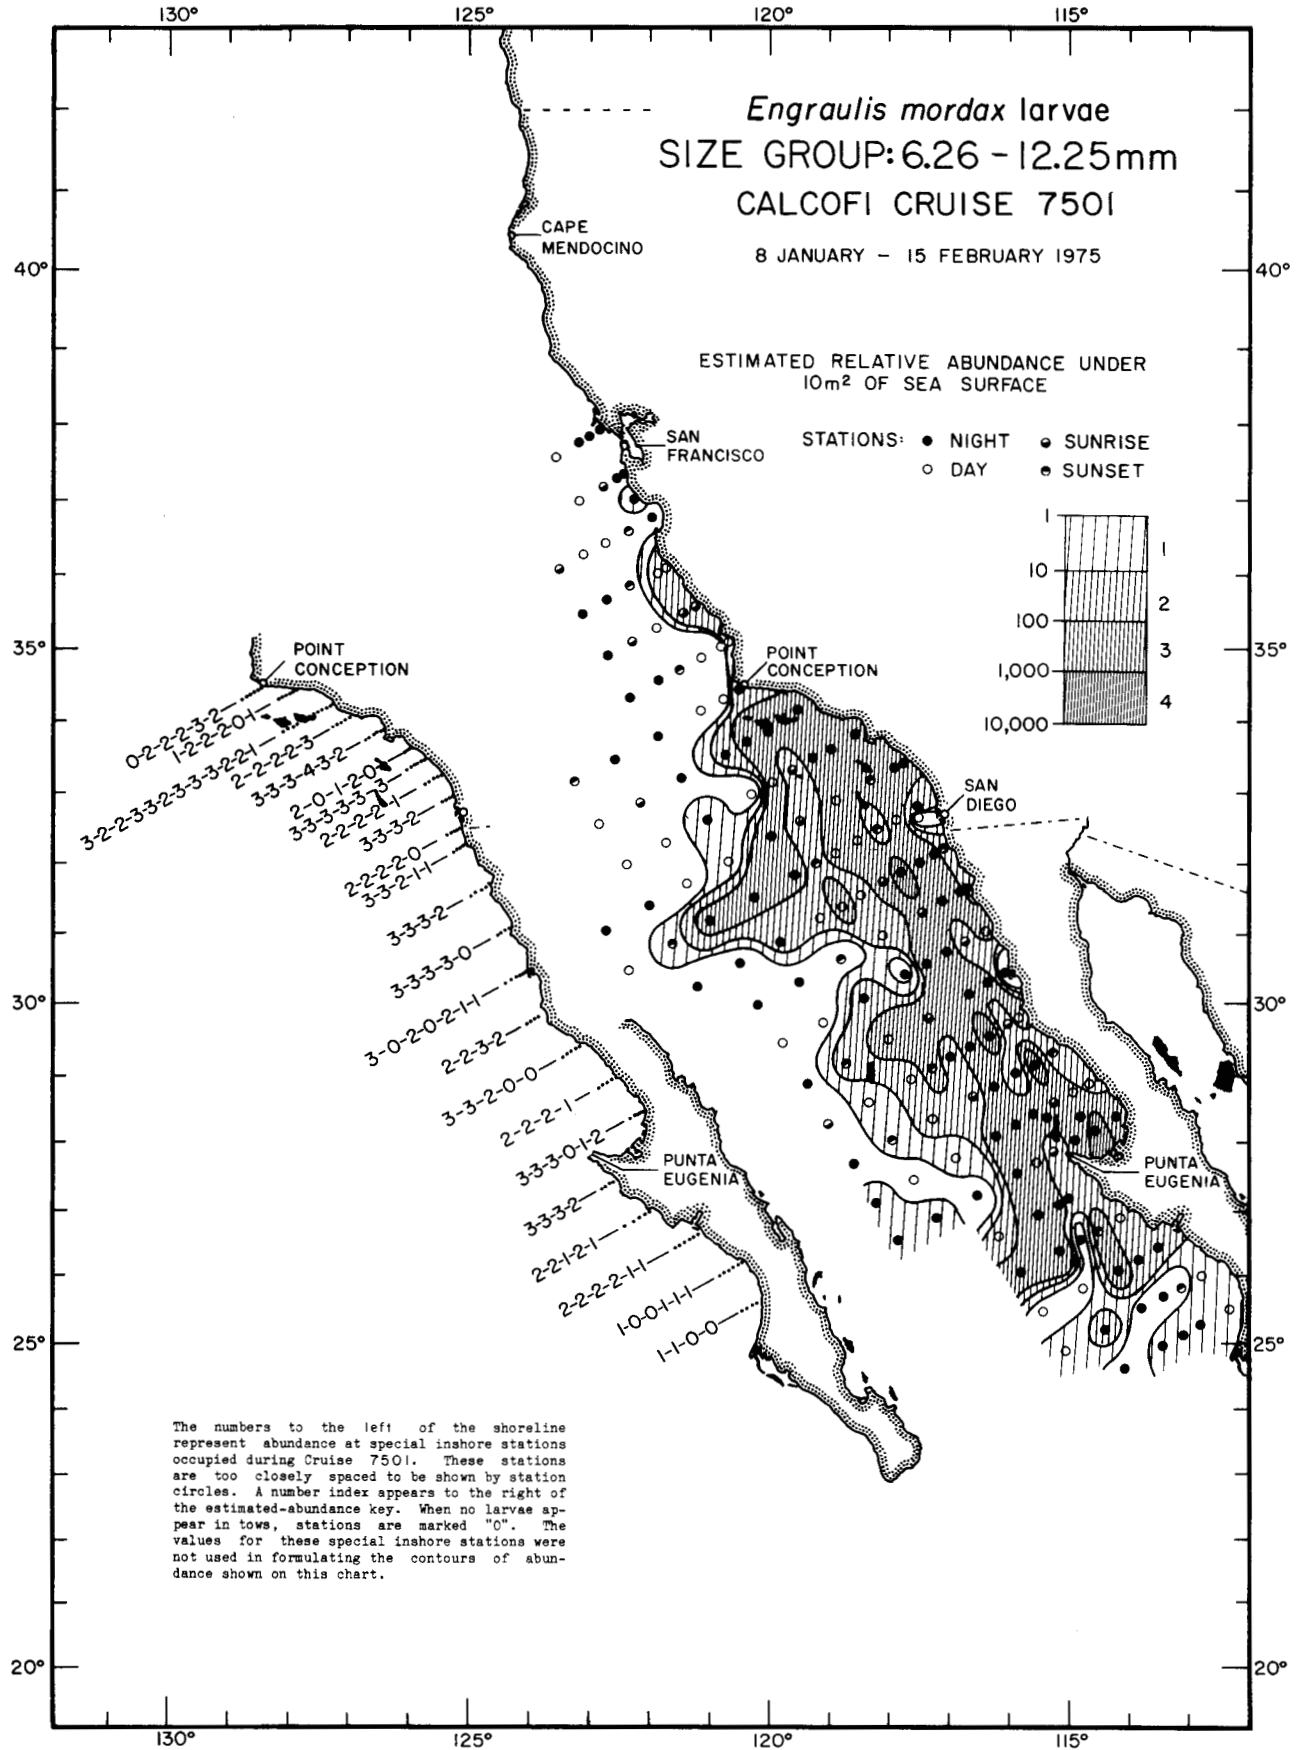 130° 125° 120° 115°
Engraulis mordax larvae
SIZE GROUP: 6.26 - 12.25mm
CALCOFI CRUISE 7501
8 JANUARY - 15 FEBRUARY 1975
CAPE
MENDOCINO
40° 40°
ESTIMATED RELATIVE ABUNDANCE UNDER
10m² OF SEA SURFACE
STATIONS: ● NIGHT SUNRISE
○ DAY SUNSET
SAN
FRANCISCO
1
1
10
2
100
3
1,000
4
10,000
35° 35°
POINT
CONCEPTION
POINT
CONCEPTION
0-2-2-2-3-2
1-2-2-2-0-1
3-2-2-3-3-2-3-3-2-2-1
2-2-2-2-3
3-3-3-4-3-2
2-0-1-2-0
3-3-3-3-3-3
2-2-2-2-1
3-3-3-2
2-2-2-2-0
3-3-2-1-1
3-3-3-2
3-3-3-3-0
3-0-2-0-2-1-1
2-2-3-2
3-3-2-0-0
2-2-2-1
3-3-3-0-1-2
3-3-3-2
2-2-1-2-1
2-2-2-2-1-1
1-0-0-1-1-1
1-1-0-0
SAN
DIEGO
30° 30°
PUNTA
EUGENIA
PUNTA
EUGENIA
25° 25°
The numbers to the left of the shoreline
represent abundance at special inshore stations
occupied during Cruise 7501. These stations
are too closely spaced to be shown by station
circles. A number index appears to the right of
the estimated-abundance key. When no larvae ap-
pear in tows, stations are marked "0". The
values for these special inshore stations were
not used in formulating the contours of abun-
dance shown on this chart.
20° 20°
130° 125° 120° 115°